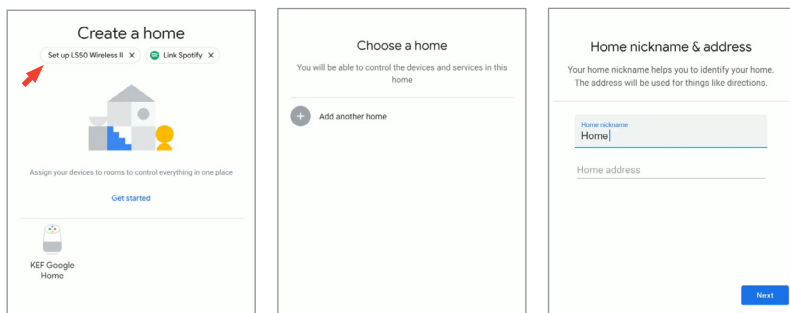 Create a home
Set up LS50 Wireless II X Link Spotify X
Assign your devices to rooms to control everything in one place
Get started
KEF Google
Home
Choose a home
You will be able to control the devices and services in this
home
+ Add another home
Home nickname & address
Your home nickname helps you to identify your home.
The address will be used for things like directions.
Home nickname
Home
Home address
Next